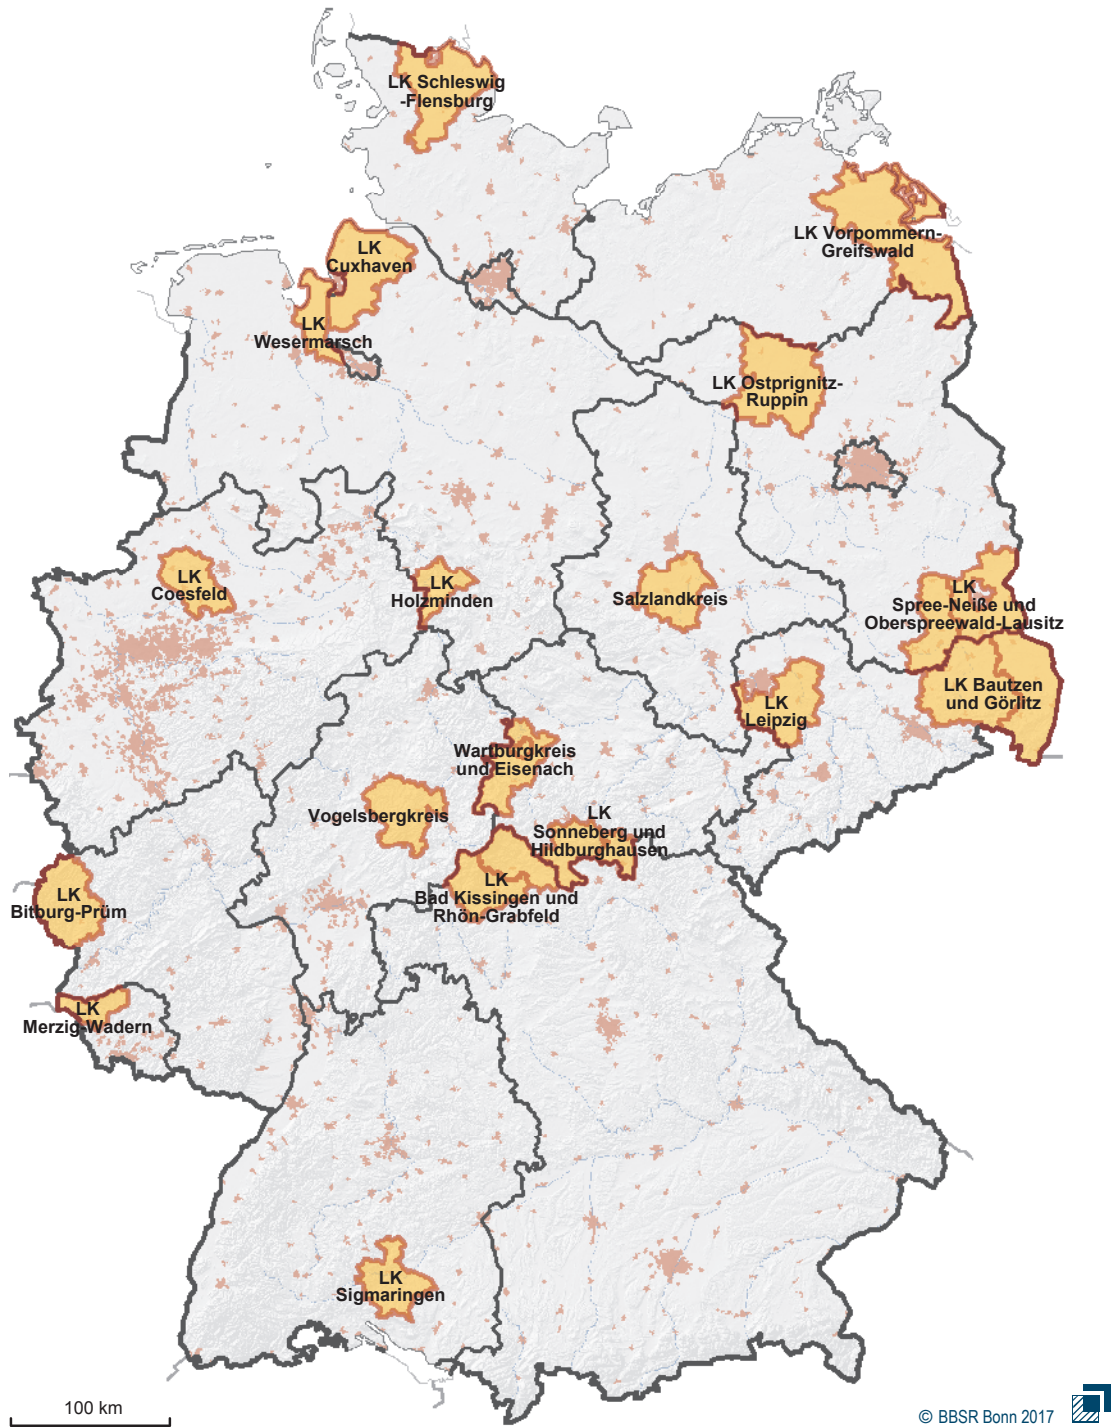 LK Schleswig
-Flensburg
LK Vorpommern-
Greifswald
LK
Cuxhaven
LK
Wesermarsch
LK Ostprignitz-
Ruppin
LK
Coesfeld
LK
Holzminden
Salzlandkreis
LK
Spree-Neiße und
Oberspreewald-Lausitz
LK Bautzen
und Görlitz
LK
Leipzig
Wartburgkreis
und Eisenach
Vogelsbergkreis
LK
Sonneberg und
Hildburghausen
LK
Bad Kissingen und
Rhön-Grabfeld
LK
Bitburg-Prüm
LK
Merzig-Wadern
LK
Sigmaringen
100 km
© BBSR Bonn 2017